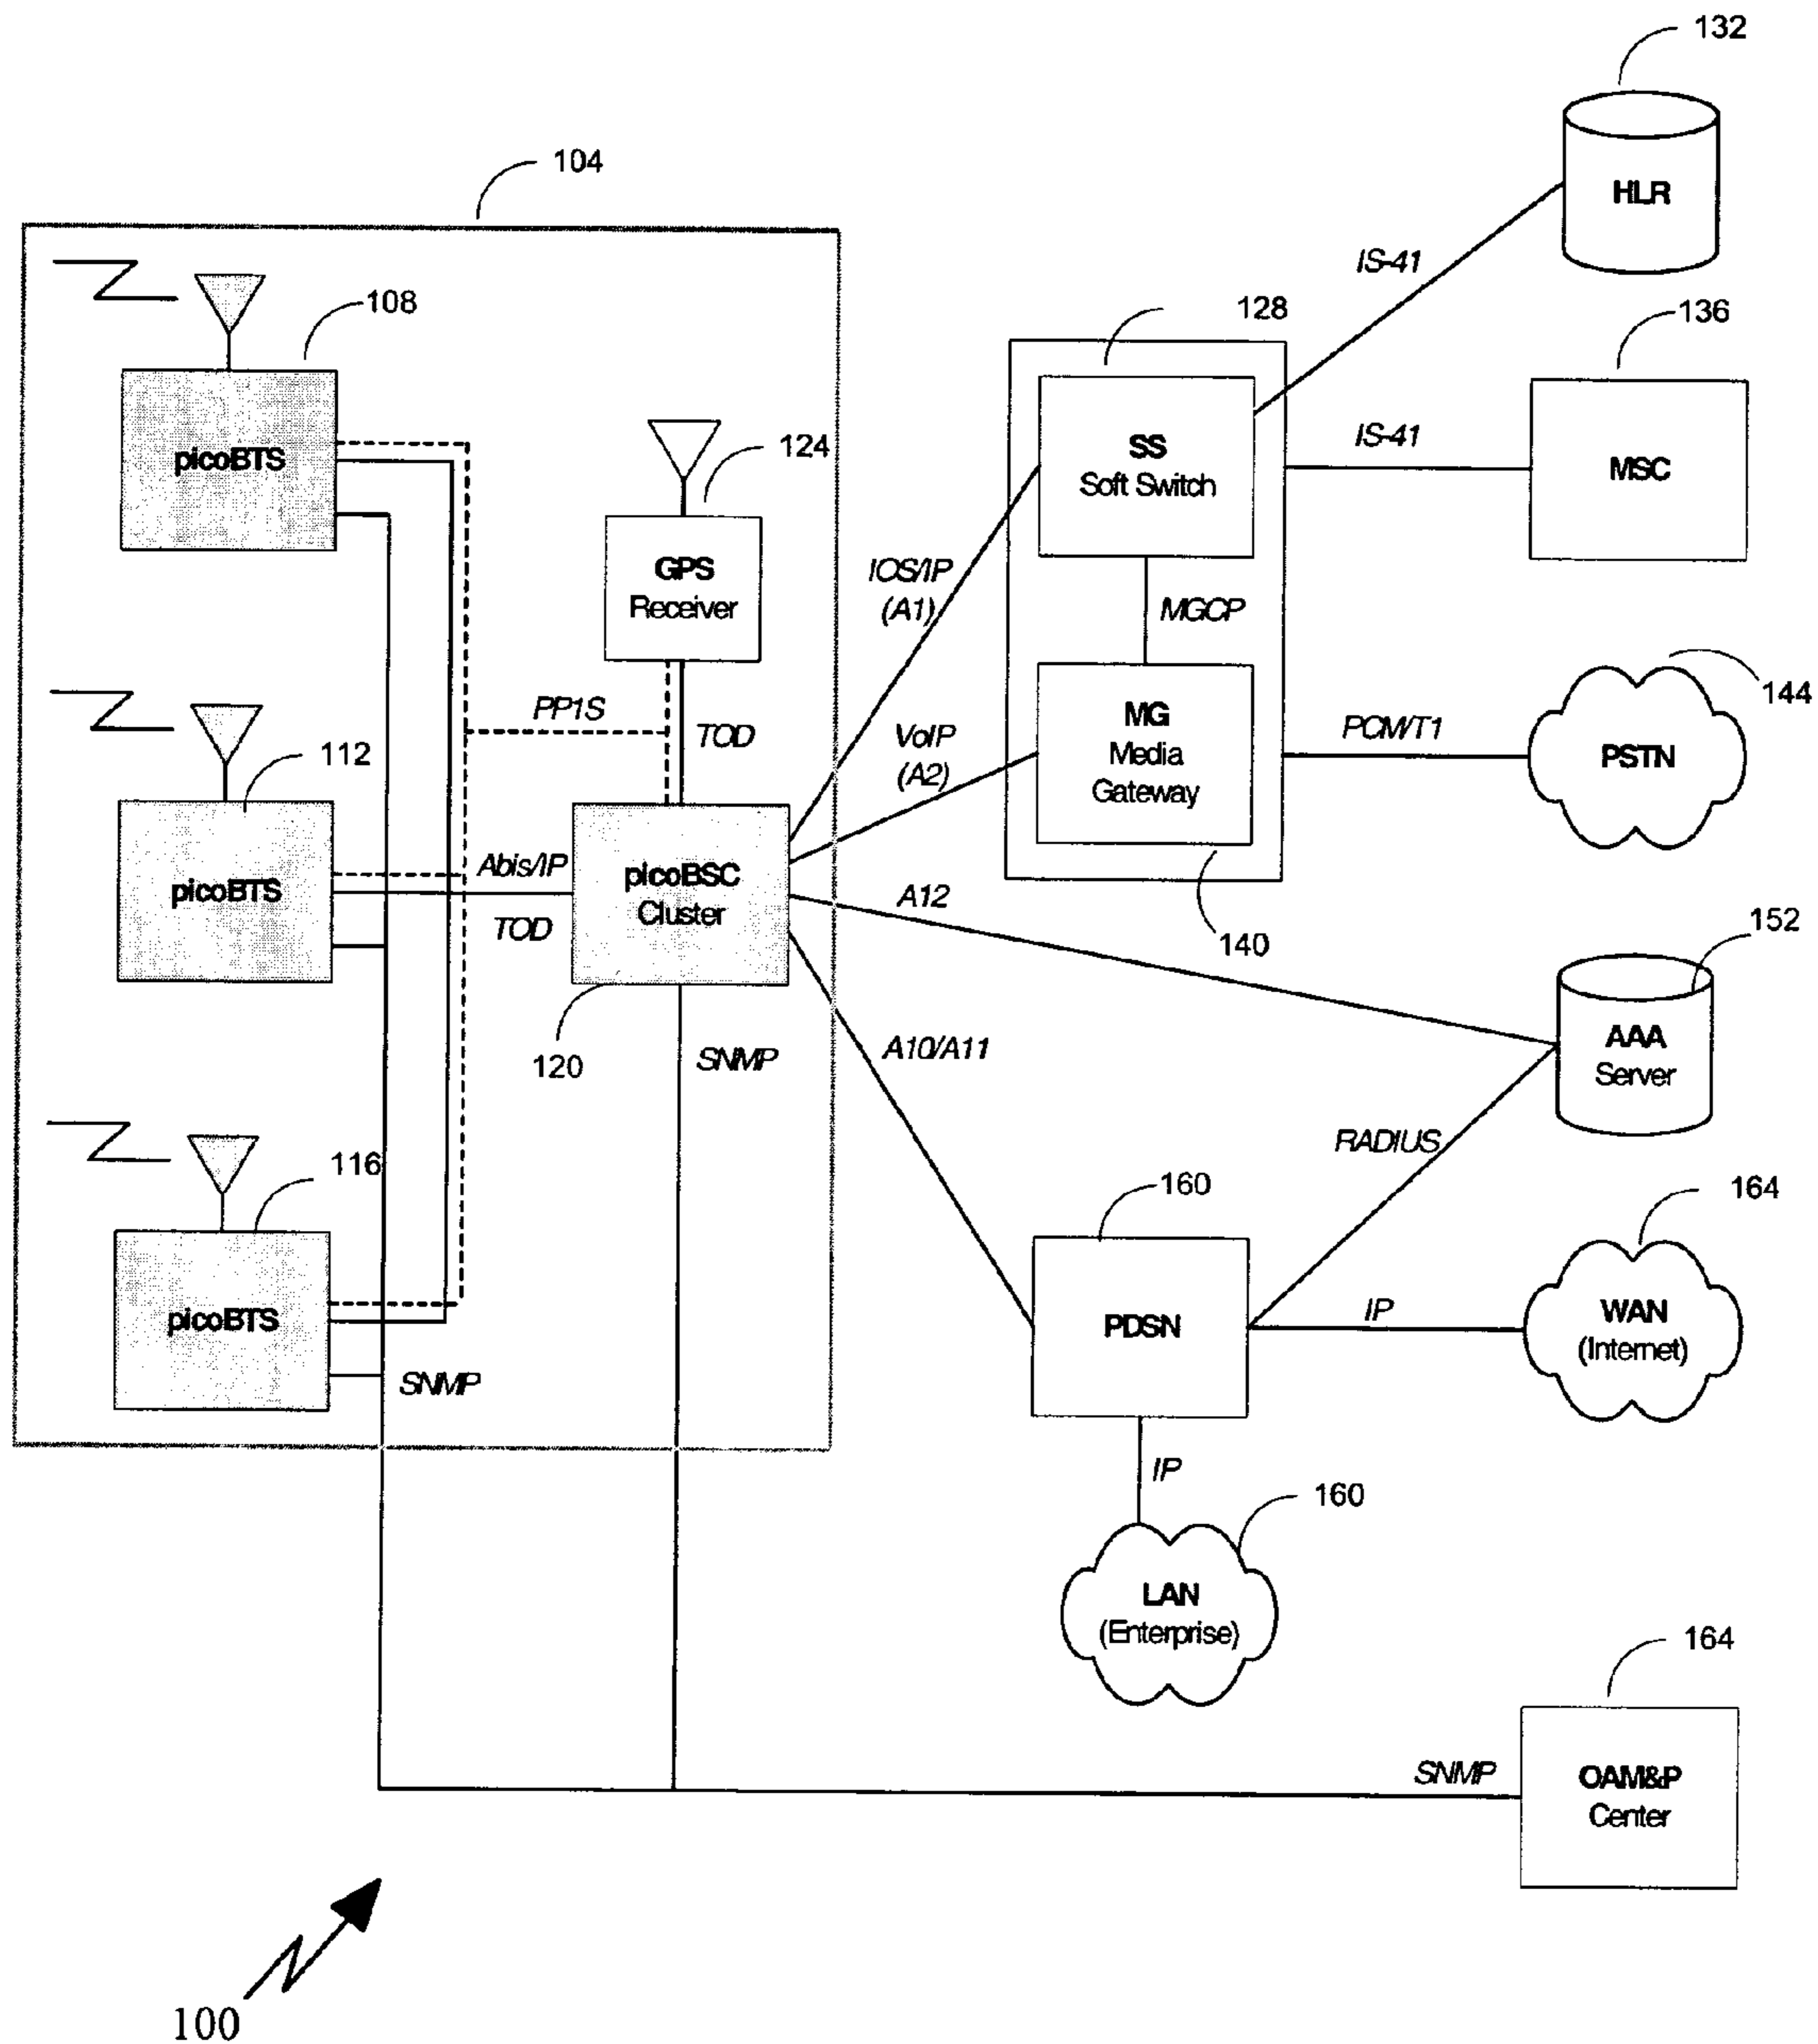 132
104
HLR
IS-41
108
128
136
picoBTS
124
SS
Soft Switch
IS-41
MSC
GPS
Receiver
IOS/IP
(A1)
MGCP
144
PP1S
TOD
VoIP
(A2)
MG
Media
Gateway
PCM/T1
PSTN
112
picoBTS
Abis/IP
TOD
picoBSC
Cluster
A12
140
152
120
SNMP
A10/A11
AAA
Server
RADIUS
116
160
164
picoBTS
PDSN
IP
WAN
(Internet)
SNMP
IP
160
LAN
(Enterprise)
164
SNMP
OAM&P
Center
100